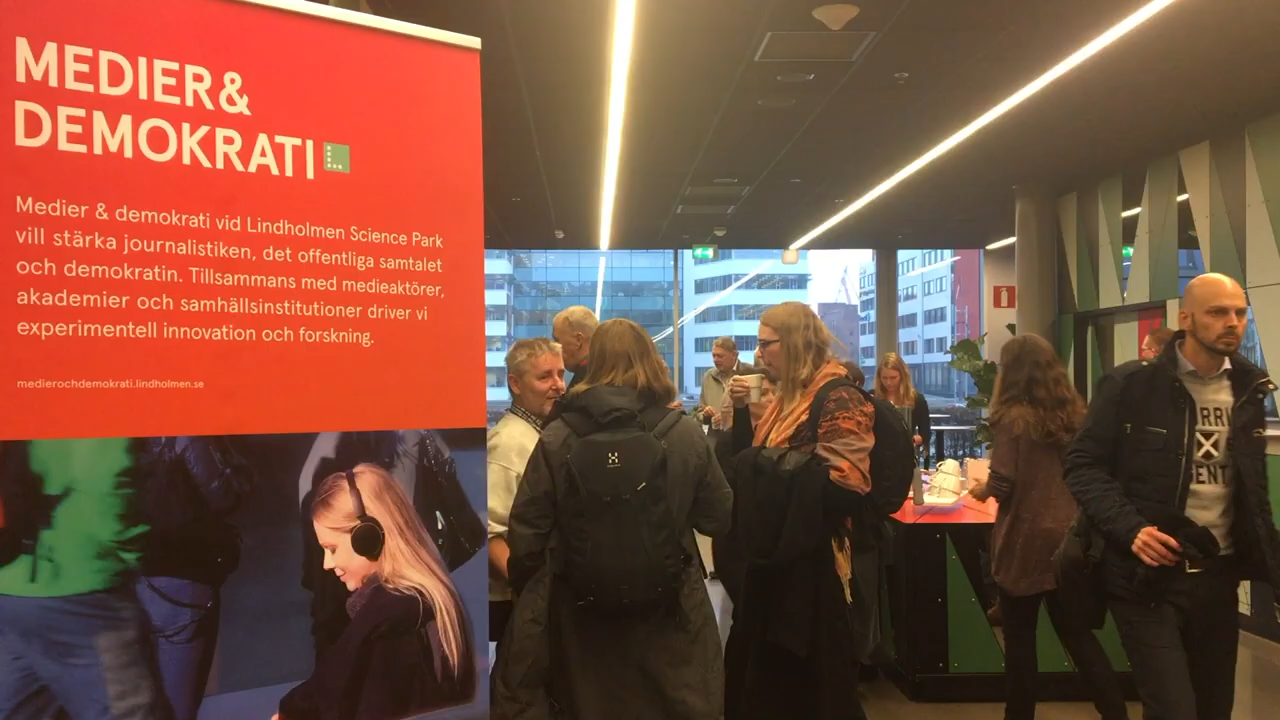 MEDIER&
DEMOKRATI
Medier & demokrati vid Lindholmen Science Park
vill stärka journalistiken, det offentliga samtalet
och demokratin. Tillsammans med medieaktörer,
akademier och samhällsinstitutioner driver vi
experimentell innovation och forskning.
medierochdemokrati.lindholmen.se